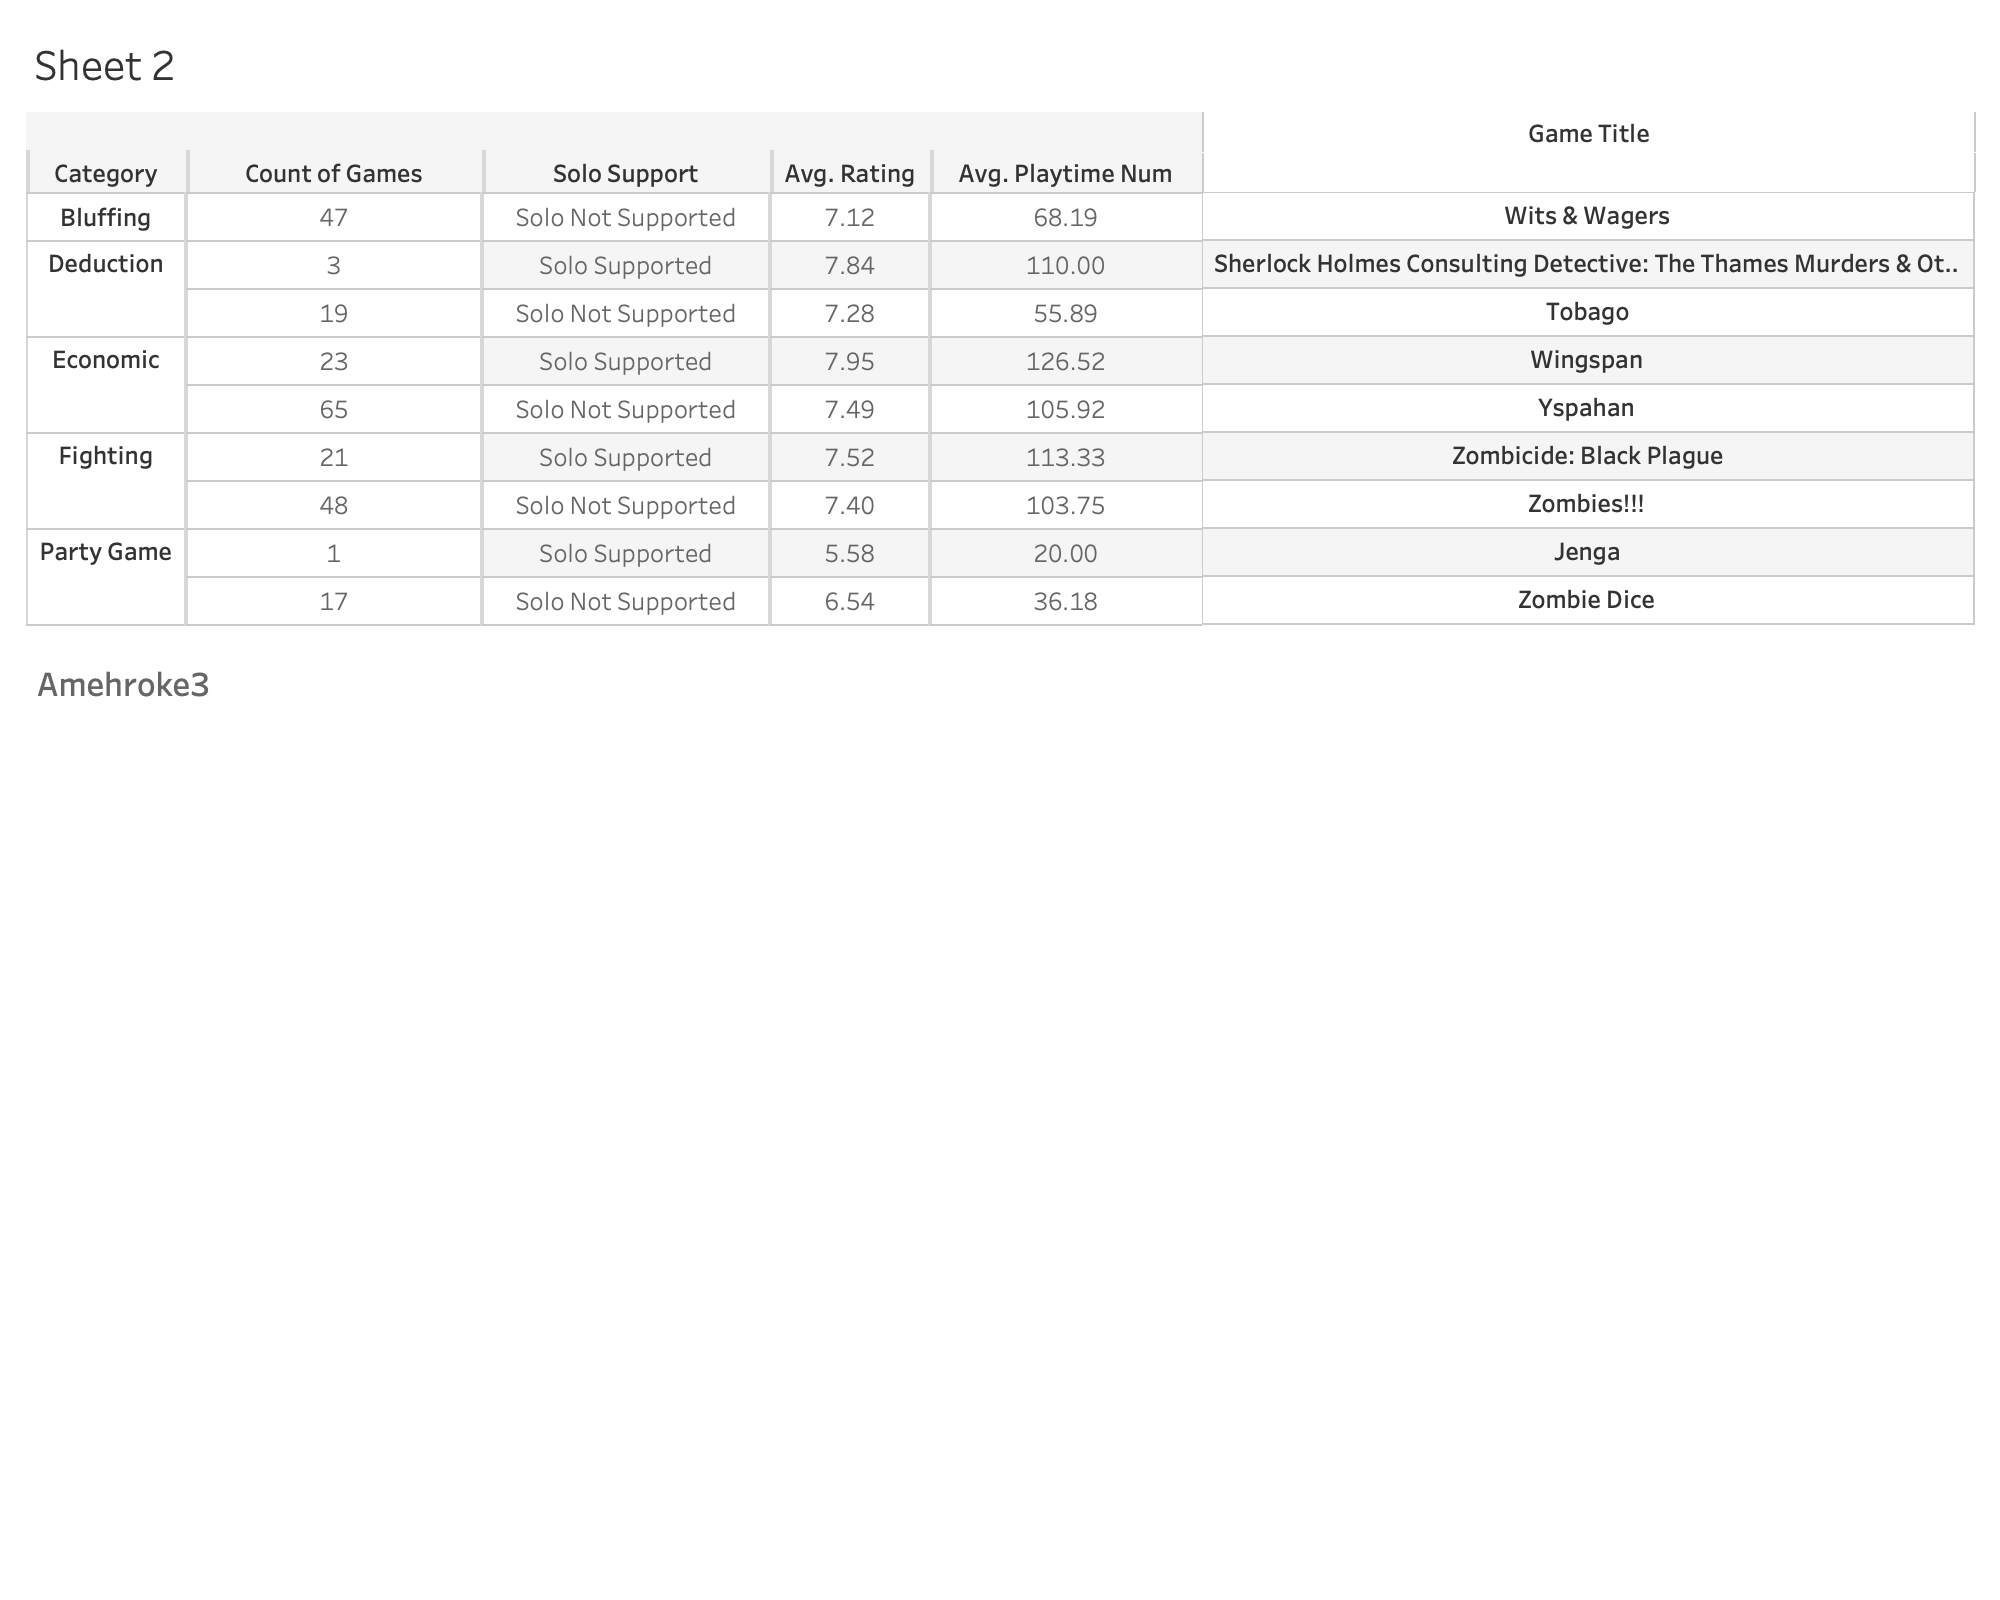 Sheet 2
Game Title
Category Count of Games Solo Support Avg. Rating Avg. Playtime Num
Bluffing 47 Solo Not Supported 7.12 68.19 Wits & Wagers
Deduction 3 Solo Supported 7.84 110.00 Sherlock Holmes Consulting Detective: The Thames Murders & Ot..
19 Solo Not Supported 7.28 55.89 Tobago
Economic 23 Solo Supported 7.95 126.52 Wingspan
65 Solo Not Supported 7.49 105.92 Yspahan
Fighting 21 Solo Supported 7.52 113.33 Zombicide: Black Plague
48 Solo Not Supported 7.40 103.75 Zombies!!!
Party Game 1 Solo Supported 5.58 20.00 Jenga
17 Solo Not Supported 6.54 36.18 Zombie Dice
Amehroke3